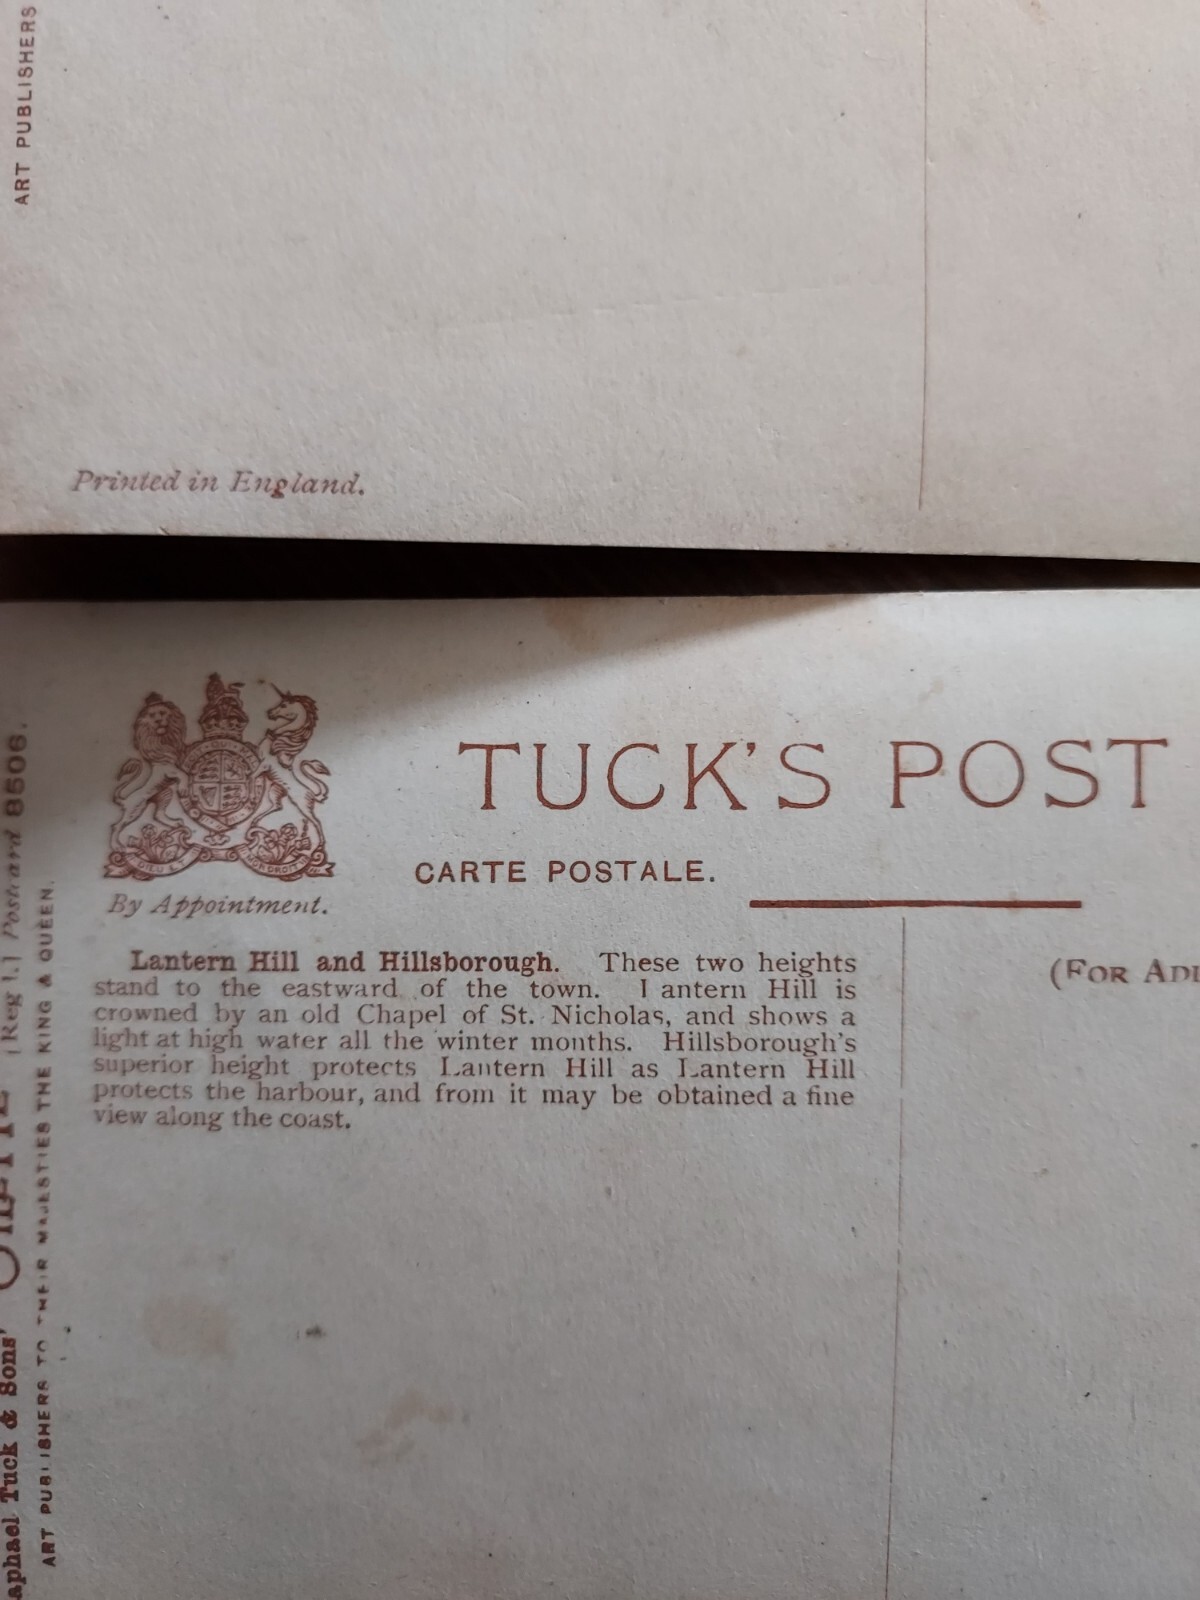 ART PUBLISHERS
Printed in England.
TUCK'S POST
CARTE POSTALE.
By Appointment.
Lantern Hill and Hillsborough. These two heights
stand to the eastward of the town. Lantern Hill is
crowned by an old Chapel of St. Nicholas, and shows a
light at high water all the winter months. Hillsborough's
superior height protects Lantern Hill as Lantern Hill
protects the harbour, and from it may be obtained a fine
view along the coast.
(FOR ADD
aphael Tuck & Sons' "OILETTE" [Regd.] Postcard 8506.
ART PUBLISHERS TO THEIR MAJESTIES THE KING & QUEEN.